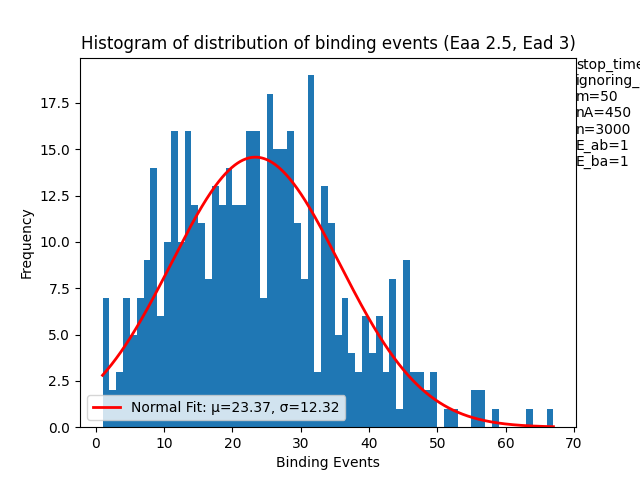 Histogram of distribution of binding events (Eaa 2.5, Ead 3)
stop_time
ignoring_
m=50
nA=450
n=3000
E_ab=1
E_ba=1
Frequency
17.5
15.0
12.5
10.0
7.5
5.0
2.5
0.0
Normal Fit: μ=23.37, σ=12.32
0 10 20 30 40 50 60 70
Binding Events